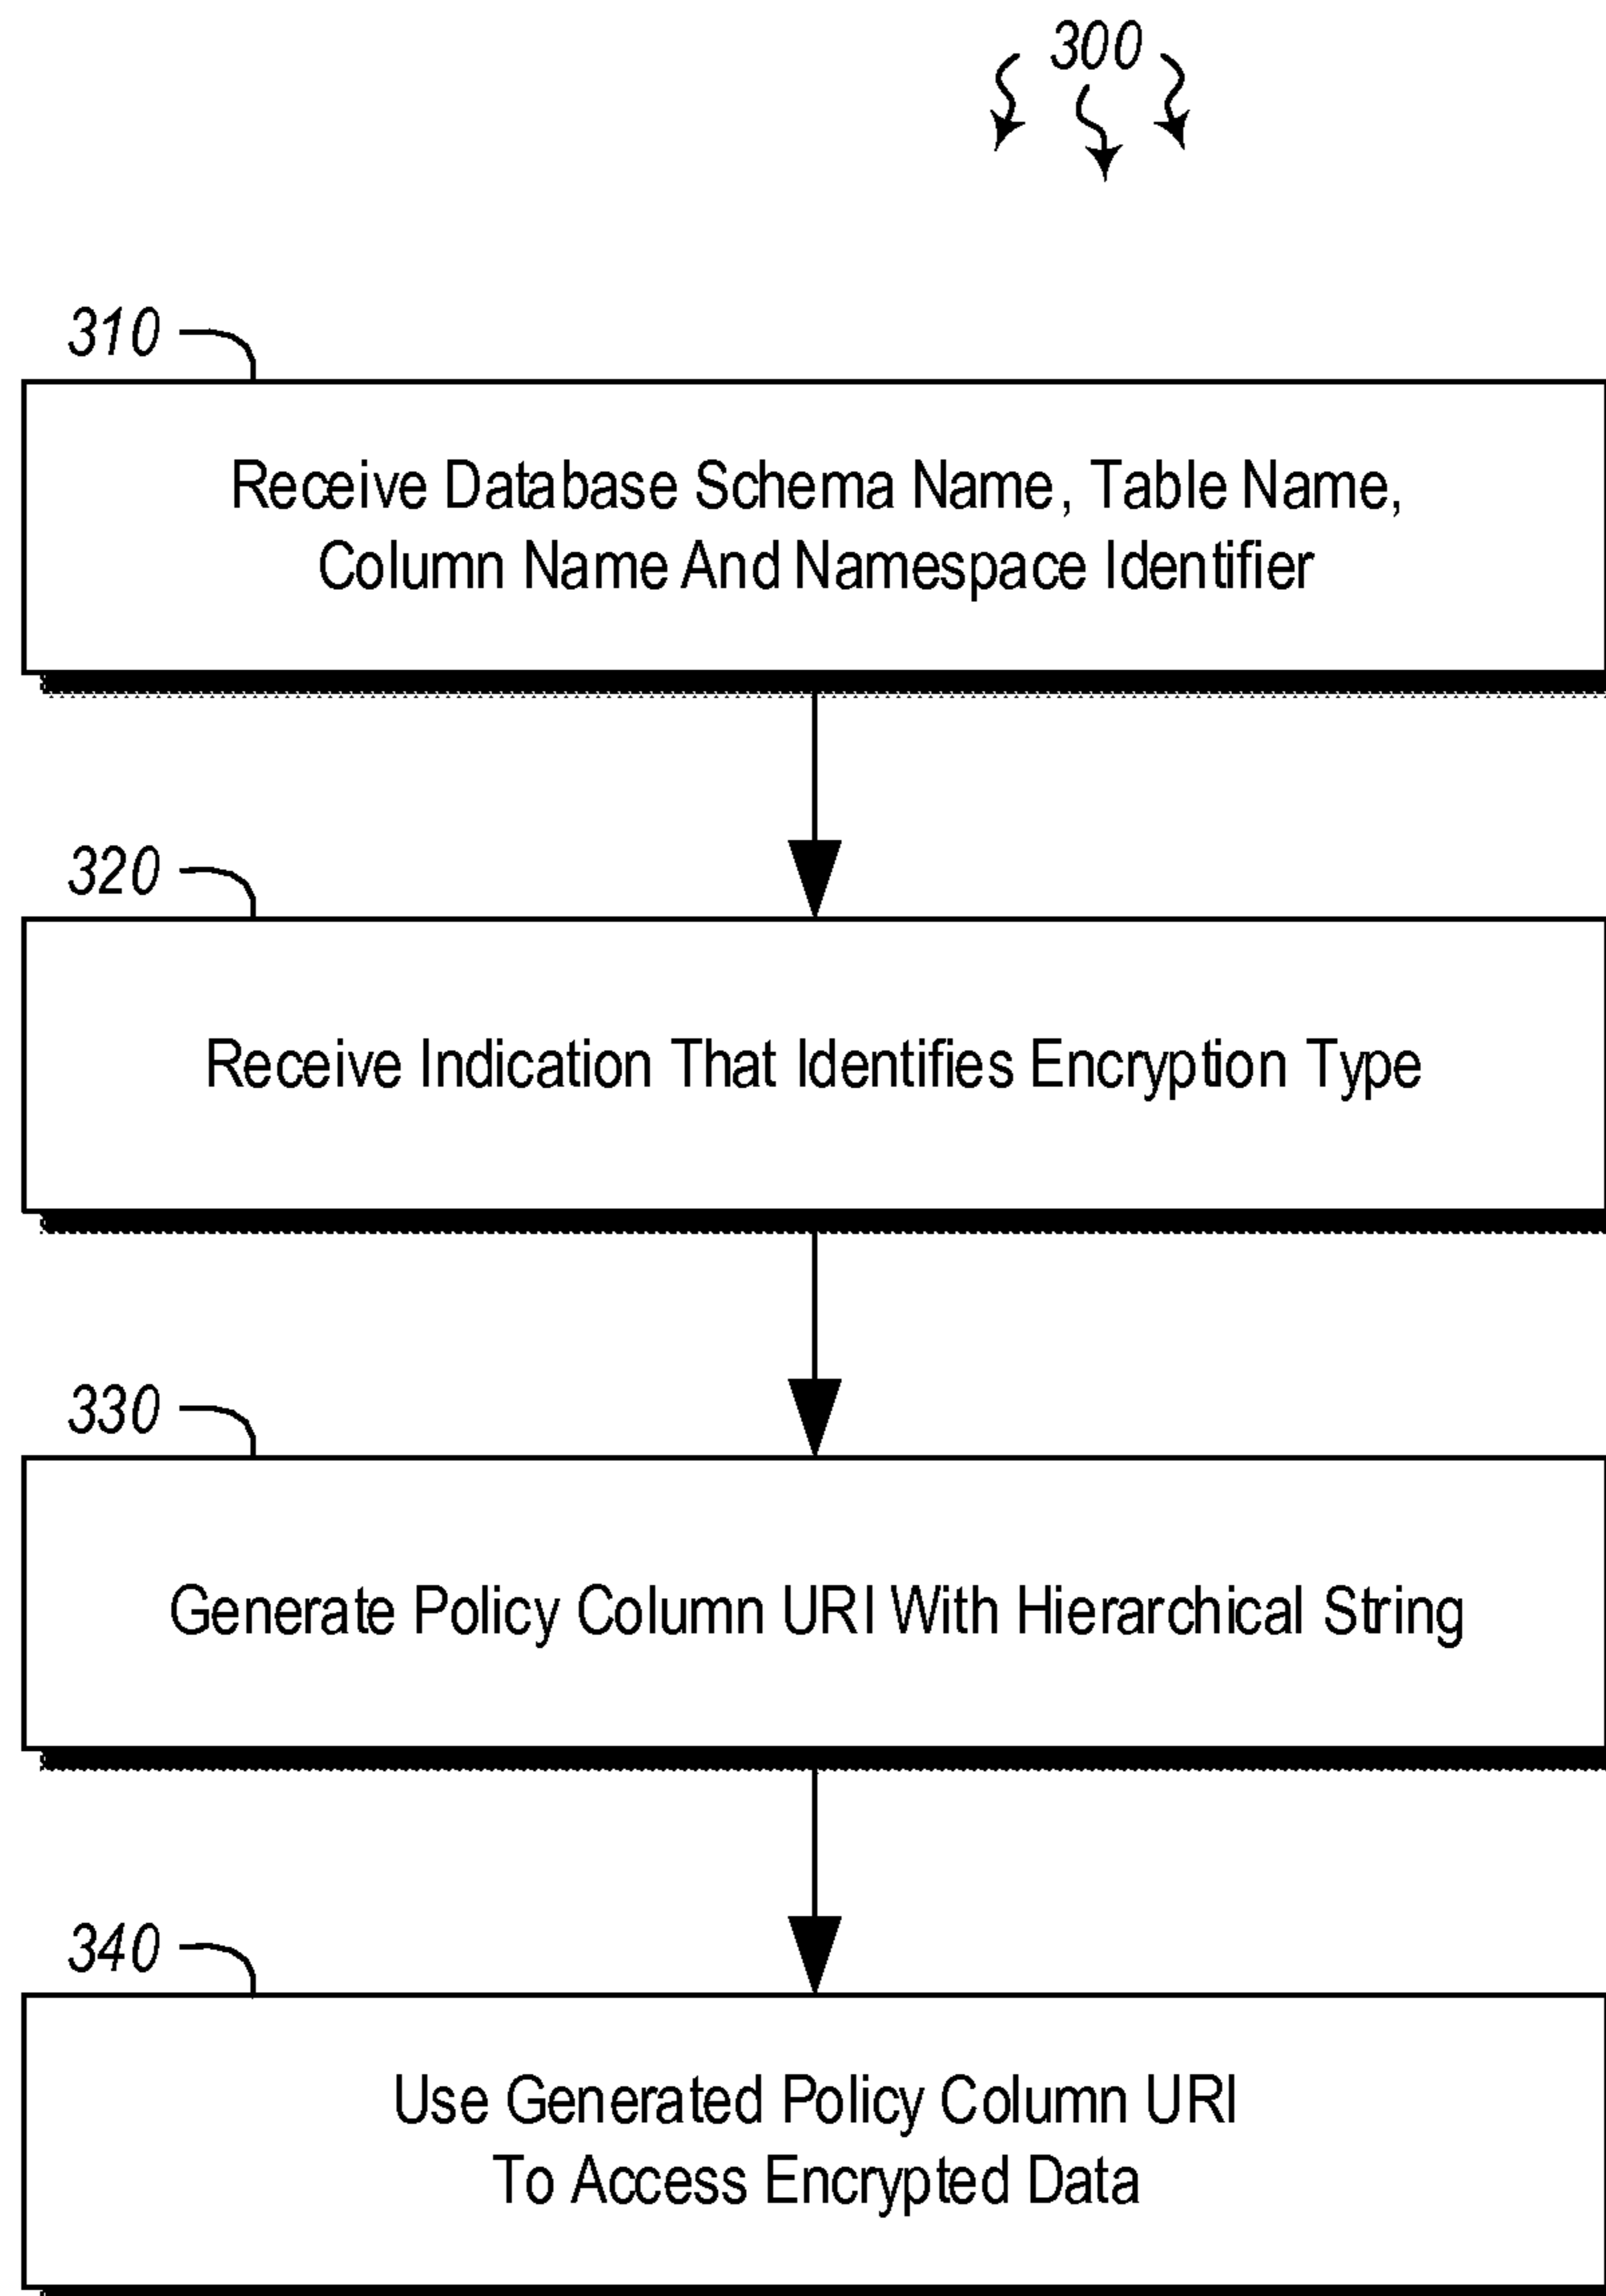 300
310
Receive Database Schema Name, Table Name,
Column Name And Namespace Identifier
320
Receive Indication That Identifies Encryption Type
330
Generate Policy Column URI With Hierarchical String
340
Use Generated Policy Column URI
To Access Encrypted Data